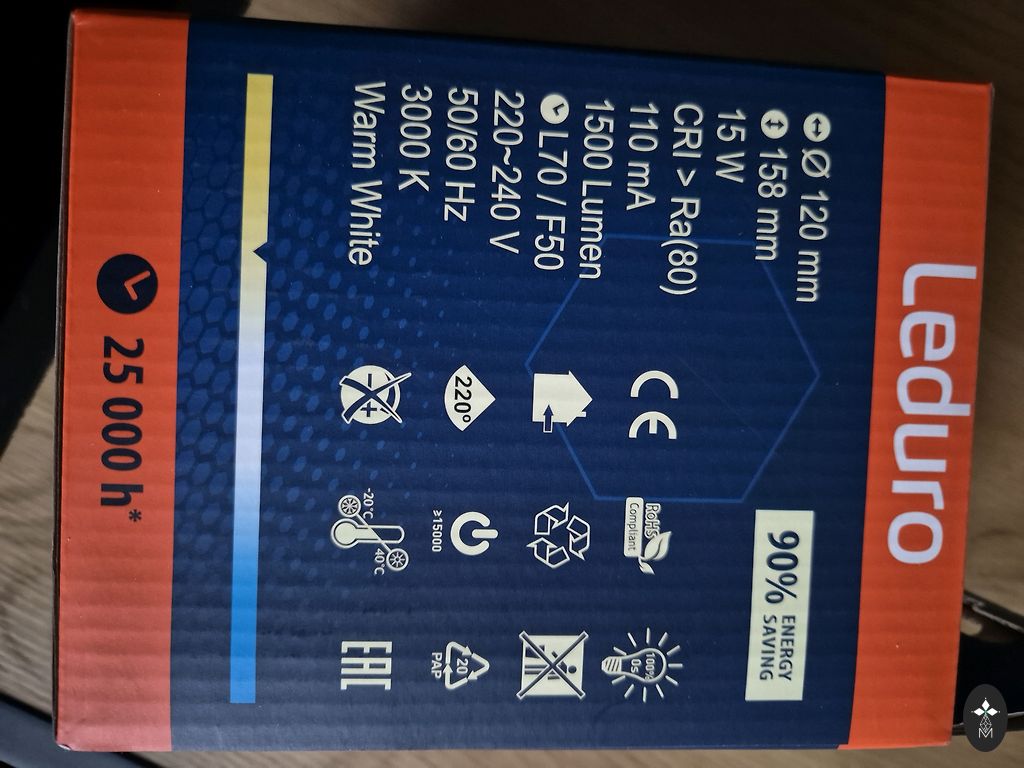 Leduro
Ø 120 mm
158 mm
15 W
CRI > Ra(80)
110 mA
1500 Lumen
L70 / F50
220~240 V
50/60 Hz
3000 K
Warm White
90% ENERGY
SAVING
CE
RoHS
Compliant
100%
0s
220°
≥15000
20
PAP
-20°C
40°C
EAC
25 000 h*
M